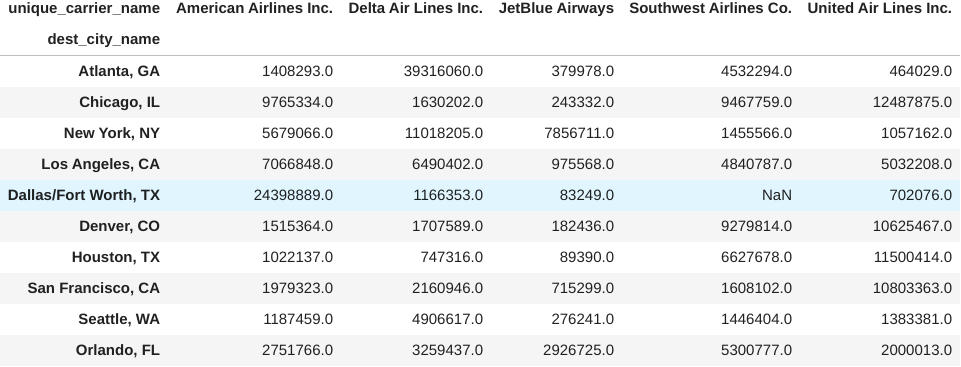 unique_carrier_name American Airlines Inc. Delta Air Lines Inc. JetBlue Airways Southwest Airlines Co. United Air Lines Inc.
dest_city_name
Atlanta, GA 1408293.0 39316060.0 379978.0 4532294.0 464029.0
Chicago, IL 9765334.0 1630202.0 243332.0 9467759.0 12487875.0
New York, NY 5679066.0 11018205.0 7856711.0 1455566.0 1057162.0
Los Angeles, CA 7066848.0 6490402.0 975568.0 4840787.0 5032208.0
Dallas/Fort Worth, TX 24398889.0 1166353.0 83249.0 NaN 702076.0
Denver, CO 1515364.0 1707589.0 182436.0 9279814.0 10625467.0
Houston, TX 1022137.0 747316.0 89390.0 6627678.0 11500414.0
San Francisco, CA 1979323.0 2160946.0 715299.0 1608102.0 10803363.0
Seattle, WA 1187459.0 4906617.0 276241.0 1446404.0 1383381.0
Orlando, FL 2751766.0 3259437.0 2926725.0 5300777.0 2000013.0